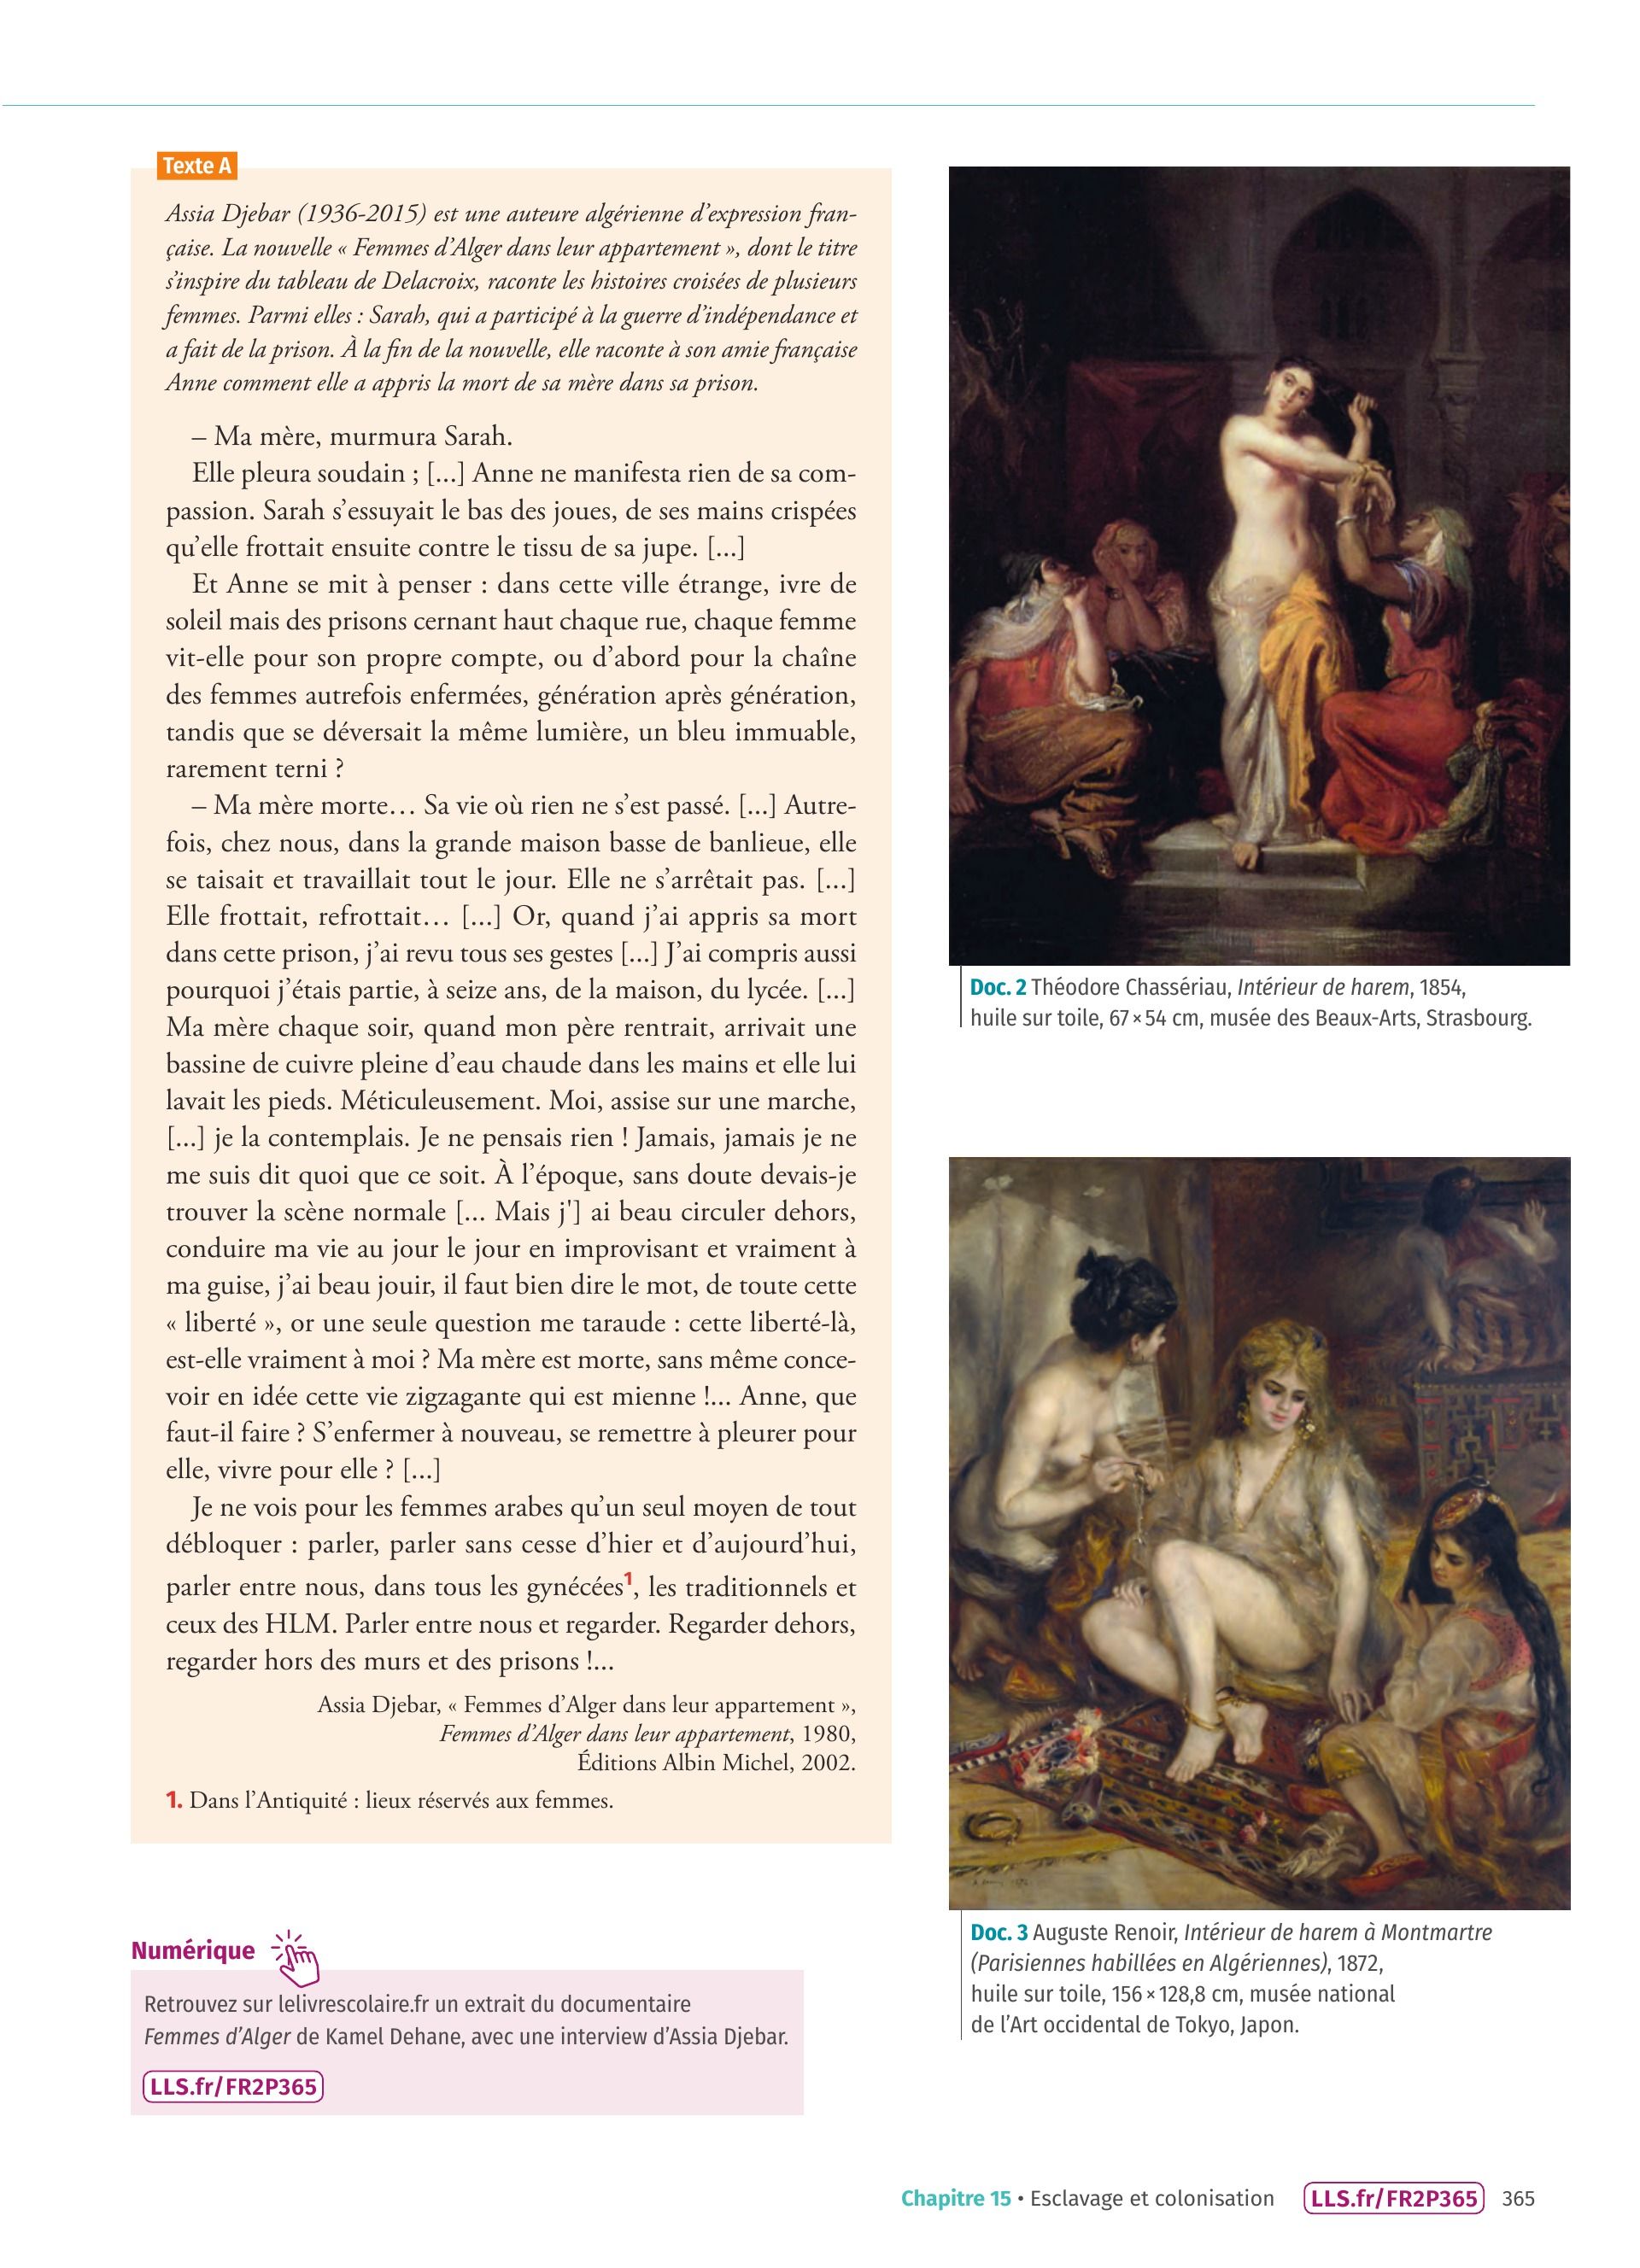 Texte A
Assia Djebar (1936-2015) est une auteure algérienne d’expression fran-
çaise. La nouvelle « Femmes d’Alger dans leur appartement », dont le titre
s’inspire du tableau de Delacroix, raconte les histoires croisées de plusieurs
femmes. Parmi elles : Sarah, qui a participé à la guerre d’indépendance et
a fait de la prison. À la fin de la nouvelle, elle raconte à son amie française
Anne comment elle a appris la mort de sa mère dans sa prison.
– Ma mère, murmura Sarah.
Elle pleura soudain ; [...] Anne ne manifesta rien de sa com-
passion. Sarah s’essuyait le bas des joues, de ses mains crispées
qu’elle frottait ensuite contre le tissu de sa jupe. [...]
Et Anne se mit à penser : dans cette ville étrange, ivre de
soleil mais des prisons cernant haut chaque rue, chaque femme
vit-elle pour son propre compte, ou d’abord pour la chaîne
des femmes autrefois enfermées, génération après génération,
tandis que se déversait la même lumière, un bleu immuable,
rarement terni ?
– Ma mère morte… Sa vie où rien ne s’est passé. [...] Autre-
fois, chez nous, dans la grande maison basse de banlieue, elle
se taisait et travaillait tout le jour. Elle ne s’arrêtait pas. [...]
Elle frottait, refrottait… [...] Or, quand j’ai appris sa mort
dans cette prison, j’ai revu tous ses gestes [...] J’ai compris aussi
pourquoi j’étais partie, à seize ans, de la maison, du lycée. [...]
Ma mère chaque soir, quand mon père rentrait, arrivait une
bassine de cuivre pleine d’eau chaude dans les mains et elle lui
lavait les pieds. Méticuleusement. Moi, assise sur une marche,
[...] je la contemplais. Je ne pensais rien ! Jamais, jamais je ne
me suis dit quoi que ce soit. À l’époque, sans doute devais-je
trouver la scène normale [... Mais j'] ai beau circuler dehors,
conduire ma vie au jour le jour en improvisant et vraiment à
ma guise, j’ai beau jouir, il faut bien dire le mot, de toute cette
« liberté », or une seule question me taraude : cette liberté-là,
est-elle vraiment à moi ? Ma mère est morte, sans même conce-
voir en idée cette vie zigzagante qui est mienne !... Anne, que
faut-il faire ? S’enfermer à nouveau, se remettre à pleurer pour
elle, vivre pour elle ? [...]
Je ne vois pour les femmes arabes qu’un seul moyen de tout
débloquer : parler, parler sans cesse d’hier et d’aujourd’hui,
parler entre nous, dans tous les gynécées1, les traditionnels et
ceux des HLM. Parler entre nous et regarder. Regarder dehors,
regarder hors des murs et des prisons !...
Assia Djebar, « Femmes d’Alger dans leur appartement »,
Femmes d’Alger dans leur appartement, 1980,
Éditions Albin Michel, 2002.
1. Dans l’Antiquité : lieux réservés aux femmes.
Numérique
Retrouvez sur lelivrescolaire.fr un extrait du documentaire
Femmes d’Alger de Kamel Dehane, avec une interview d’Assia Djebar.
LLS.fr/FR2P365
Doc. 2 Théodore Chassériau, Intérieur de harem, 1854,
huile sur toile, 67 × 54 cm, musée des Beaux-Arts, Strasbourg.
Doc. 3 Auguste Renoir, Intérieur de harem à Montmartre
(Parisiennes habillées en Algériennes), 1872,
huile sur toile, 156 × 128,8 cm, musée national
de l’Art occidental de Tokyo, Japon.
Chapitre 15 • Esclavage et colonisation LLS.fr/FR2P365 365